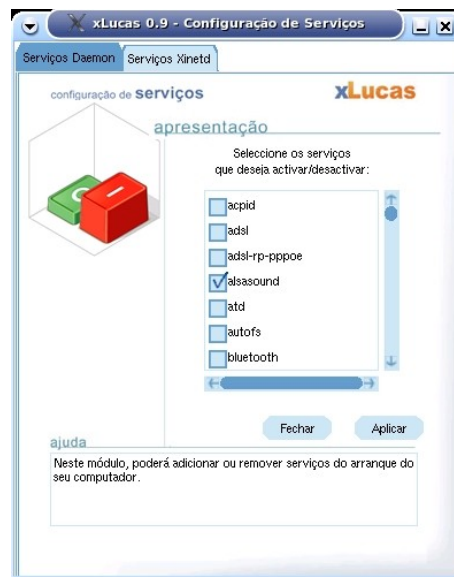 xLucas 0.9 - Configuração de Serviços
Serviços Daemon Serviços Xinetd
configuração de serviços
xLucas
apresentação
Seleccione os serviços
que deseja activar/desactivar:
acpid
adsl
adsl-rp-pppoe
alsasound
atd
autofs
bluetooth
Fechar Aplicar
ajuda
Neste módulo, poderá adicionar ou remover serviços do arranque do
seu computador.